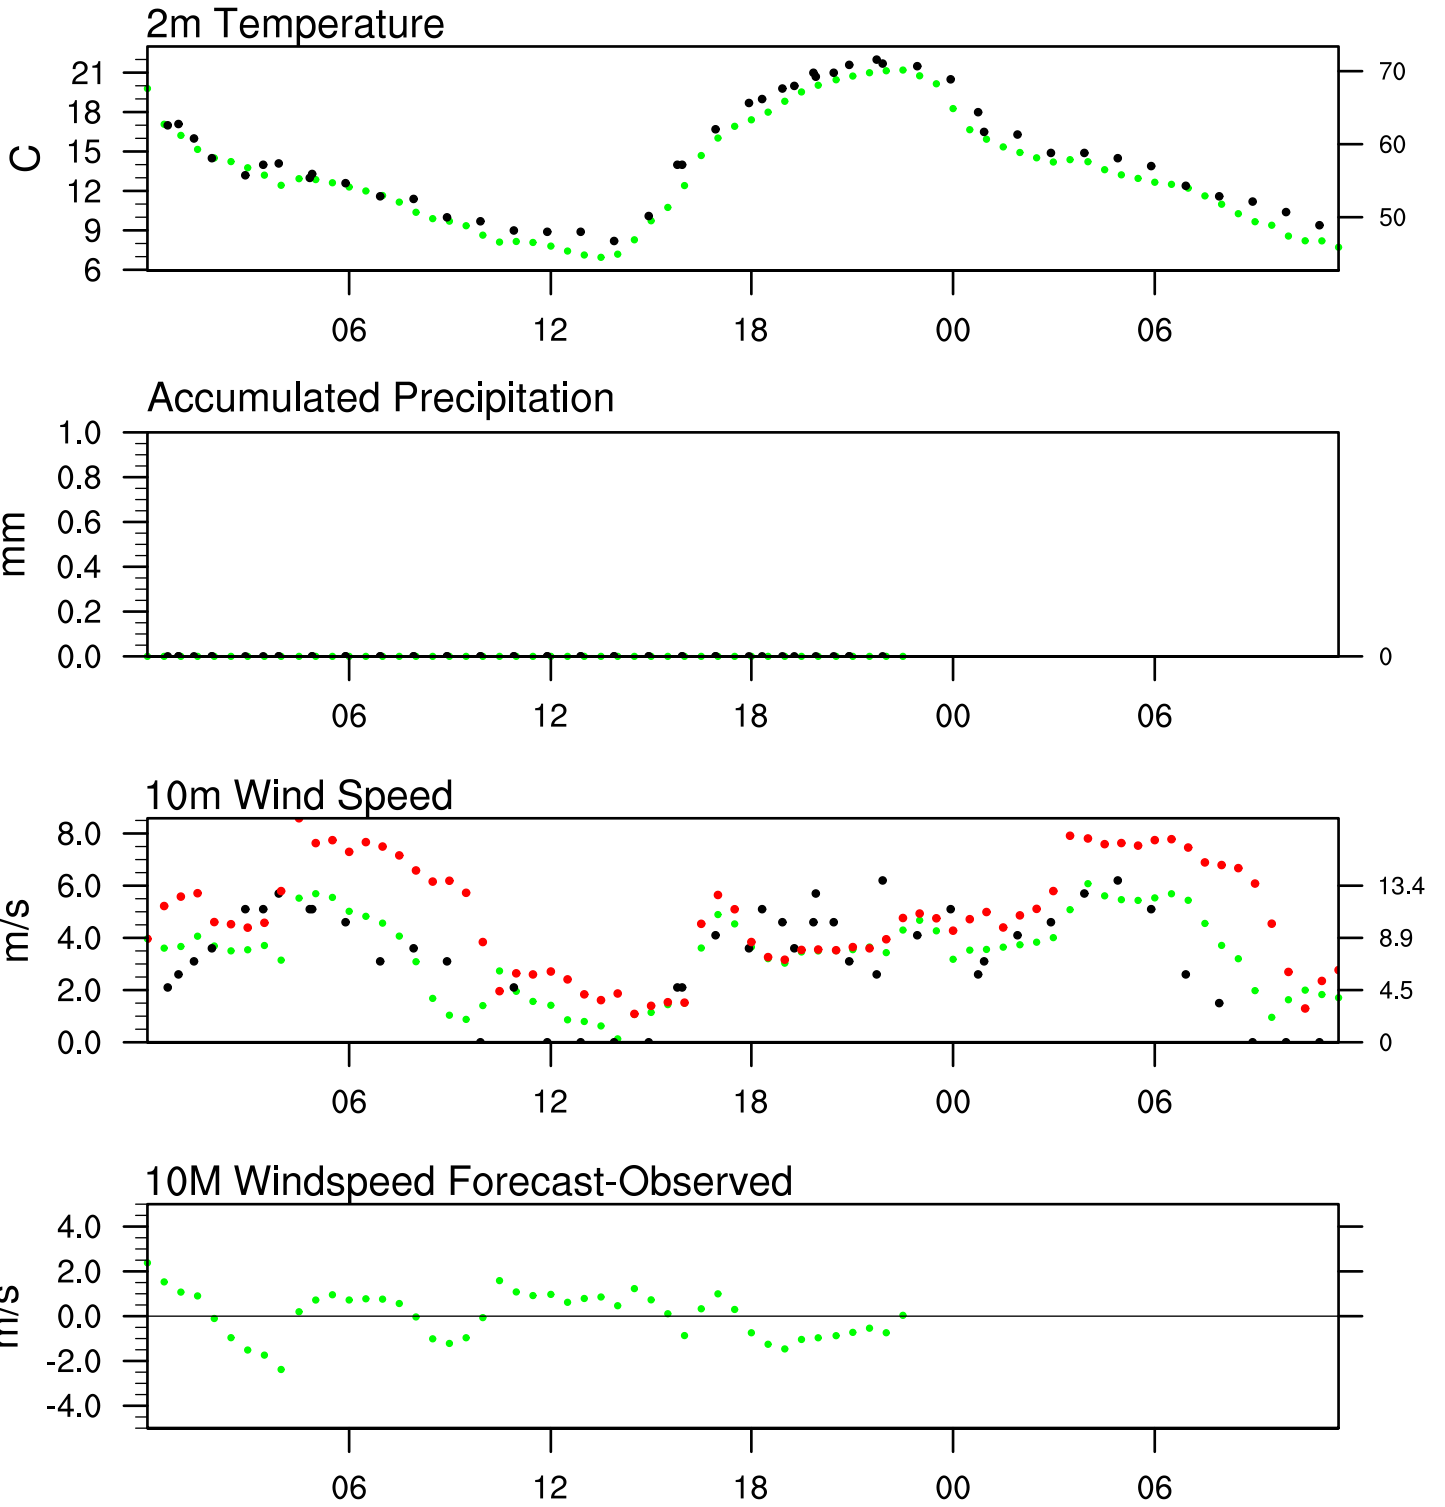 2m Temperature
21
18
15
12
9
6
C
70
60
50
06 12 18 00 06
Accumulated Precipitation
1.0
0.8
0.6
0.4
0.2
0.0
mm
0
06 12 18 00 06
10m Wind Speed
8.0
6.0
4.0
2.0
0.0
m/s
13.4
8.9
4.5
0
06 12 18 00 06
10M Windspeed Forecast-Observed
4.0
2.0
0.0
-2.0
-4.0
m/s
06 12 18 00 06